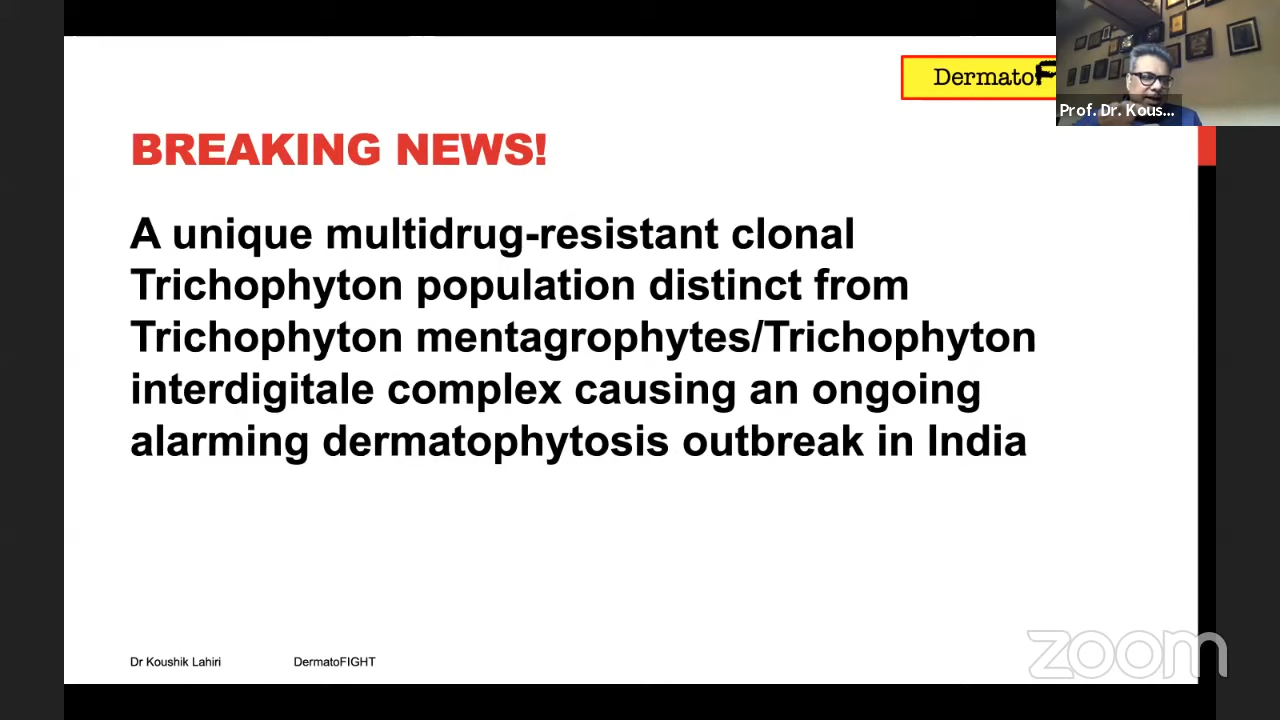 DermatoF
Prof. Dr. Kous...
BREAKING NEWS!
A unique multidrug-resistant clonal
Trichophyton population distinct from
Trichophyton mentagrophytes/Trichophyton
interdigitale complex causing an ongoing
alarming dermatophytosis outbreak in India
Dr Koushik Lahiri
DermatoFIGHT
zoom